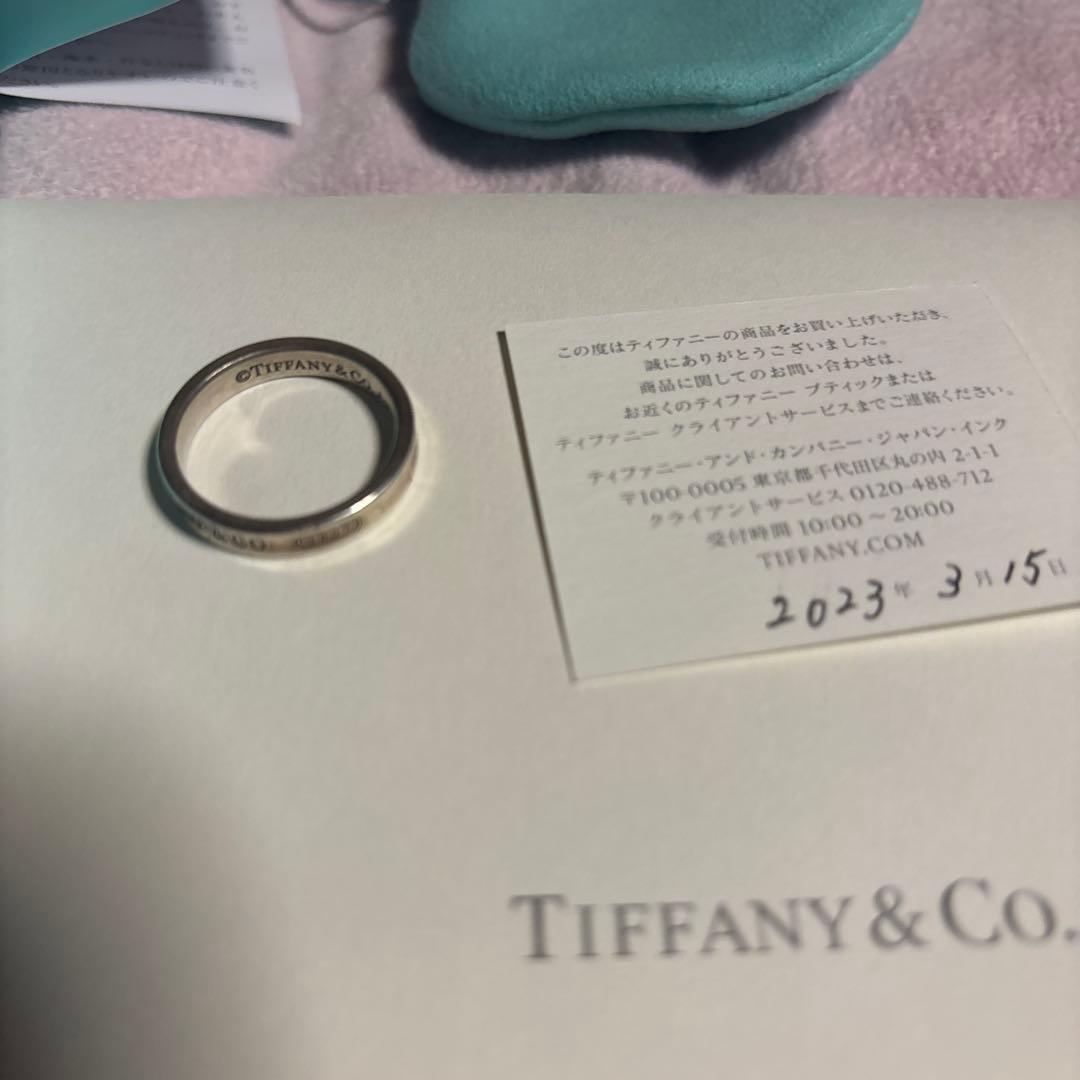 ©TIFFANY&CO.
この度はティファニーの商品をお買い上げいただき、
誠にありがとうございました。
商品に関してのお問い合わせは、
お近くのティファニー ブティックまたは
ティファニー クライアントサービスまでご連絡ください。
ティファニー・アンド・カンパニー・ジャパン・インク
〒100-0005 東京都千代田区丸の内 2-1-1
クライアントサービス 0120-488-712
受付時間 10:00～20:00
TIFFANY.COM
2023年 3月15日
TIFFANY & CO.